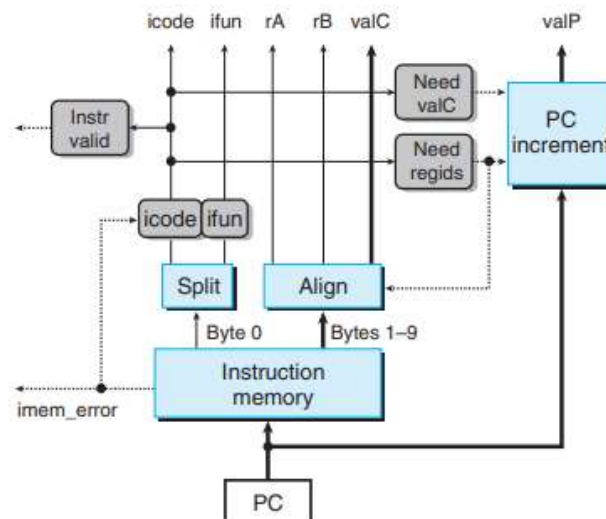 icode ifun rA rB valC valP
Need
valC
Instr
valid
PC
increment
Need
regids
icode ifun
Split
Align
Byte 0
Bytes 1–9
Instruction
memory
imem_error
PC